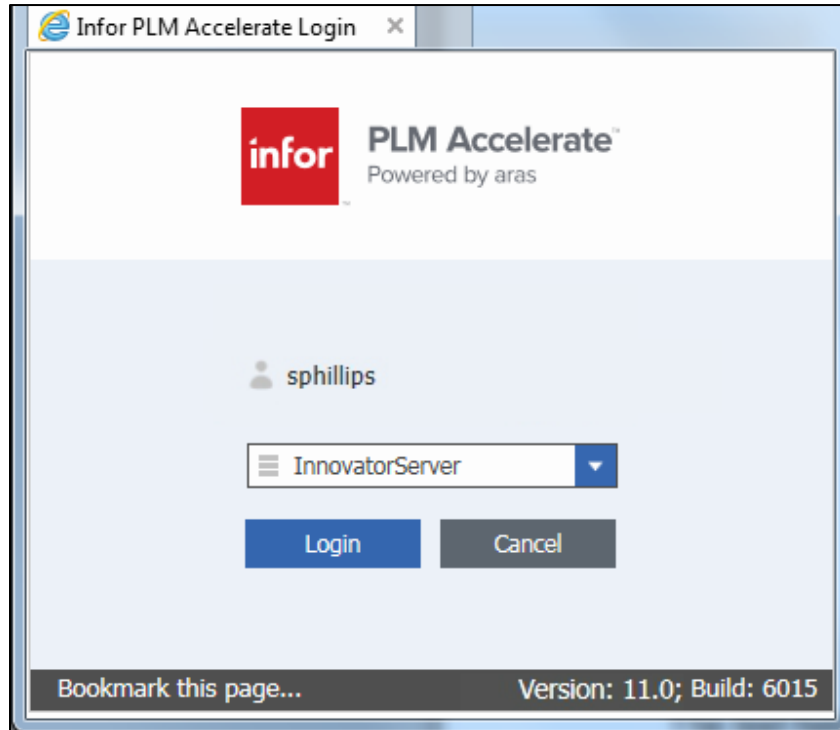 Infor PLM Accelerate Login
infor
PLM Accelerate™
Powered by aras
sphillips
InnovatorServer
Login
Cancel
Bookmark this page...
Version: 11.0; Build: 6015